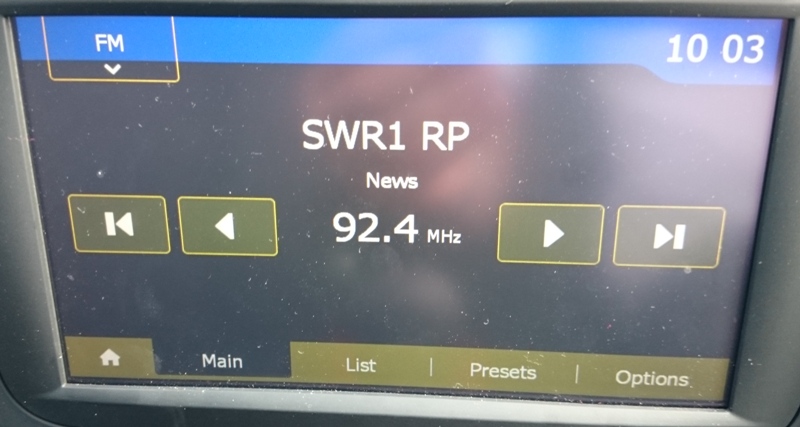 FM
10 03
SWR1 RP
News
92.4 MHz
Main
List
Presets
Options